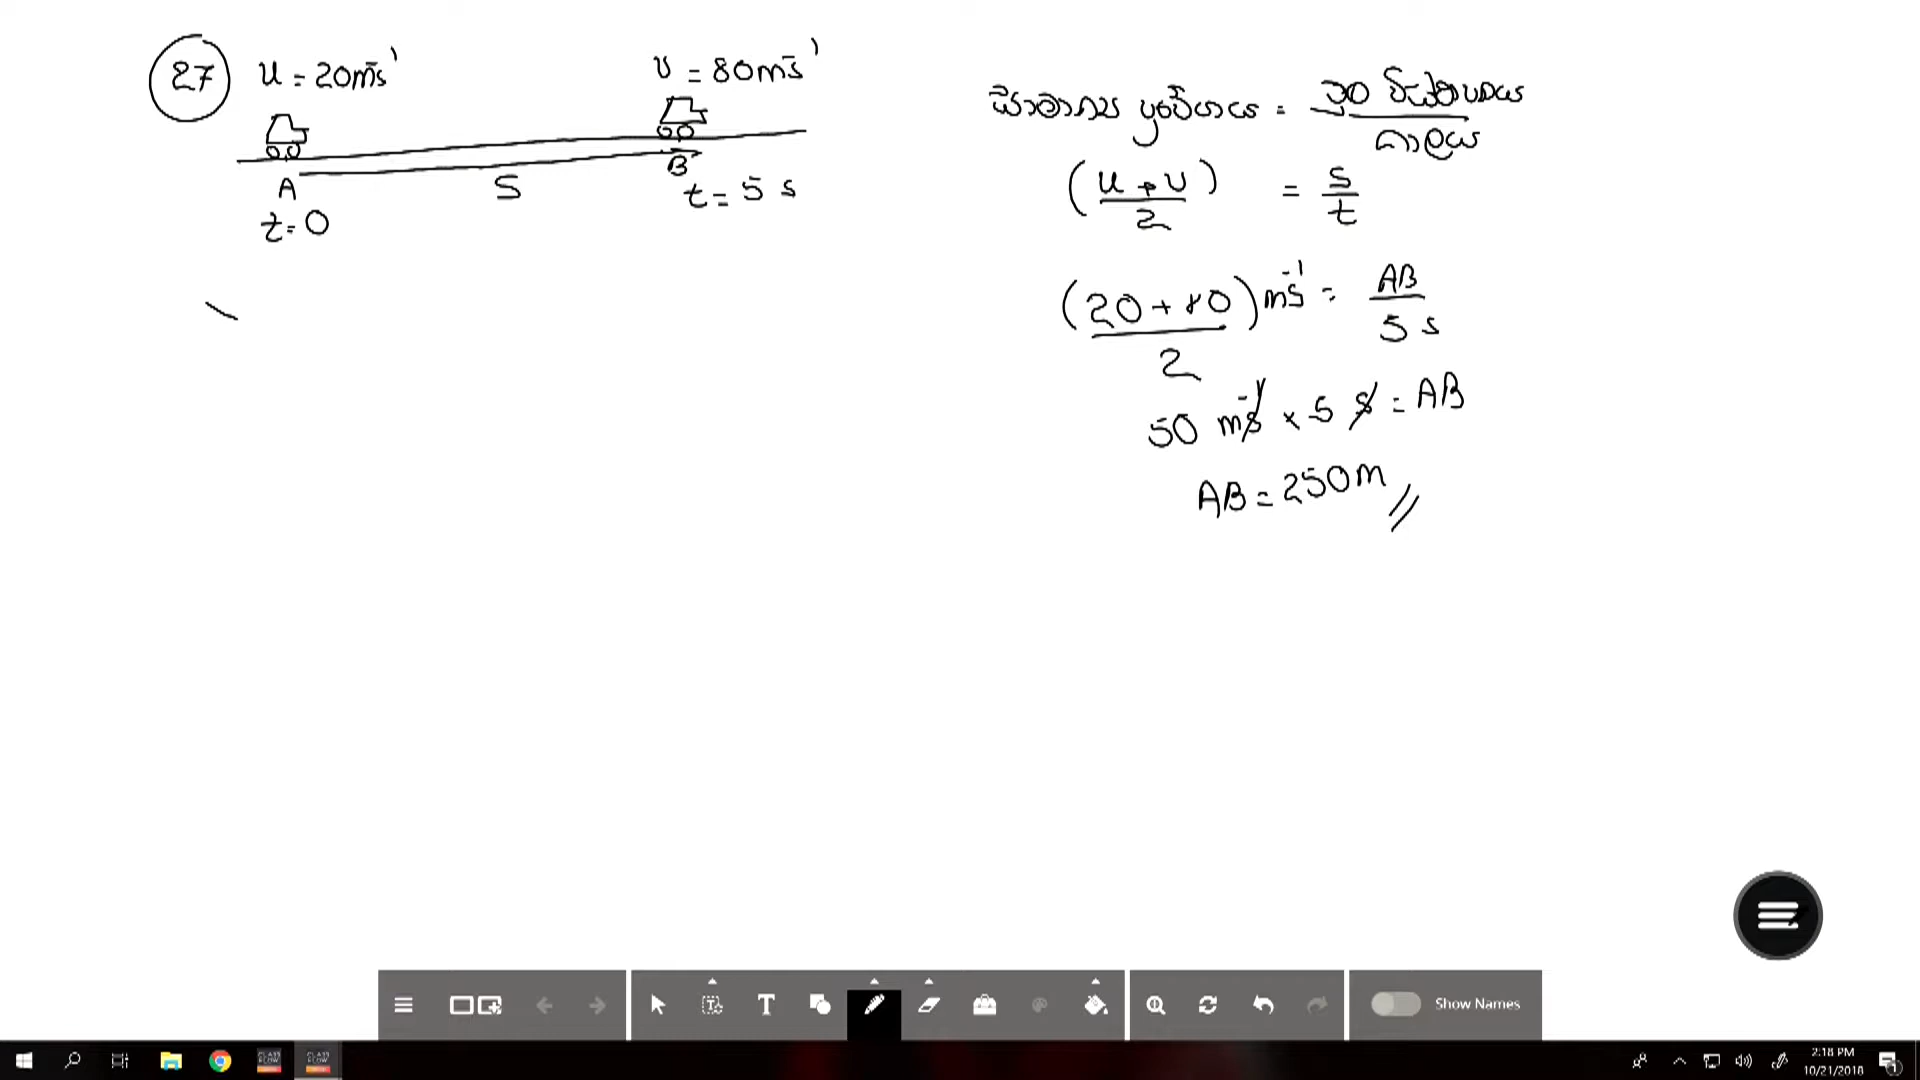 27
u = 20ms⁻¹
v = 80ms⁻¹
A
B
S
t = 0
t = 5 s
සාමාන්‍ය ප්‍රවේගය = විස්ථාපනය / කාලය
(u + v / 2) = s / t
(20 + 80 / 2) ms⁻¹ = AB / 5 s
50 ms⁻¹ × 5 s = AB
AB = 250m //
Show Names
2:18 PM
10/21/2018